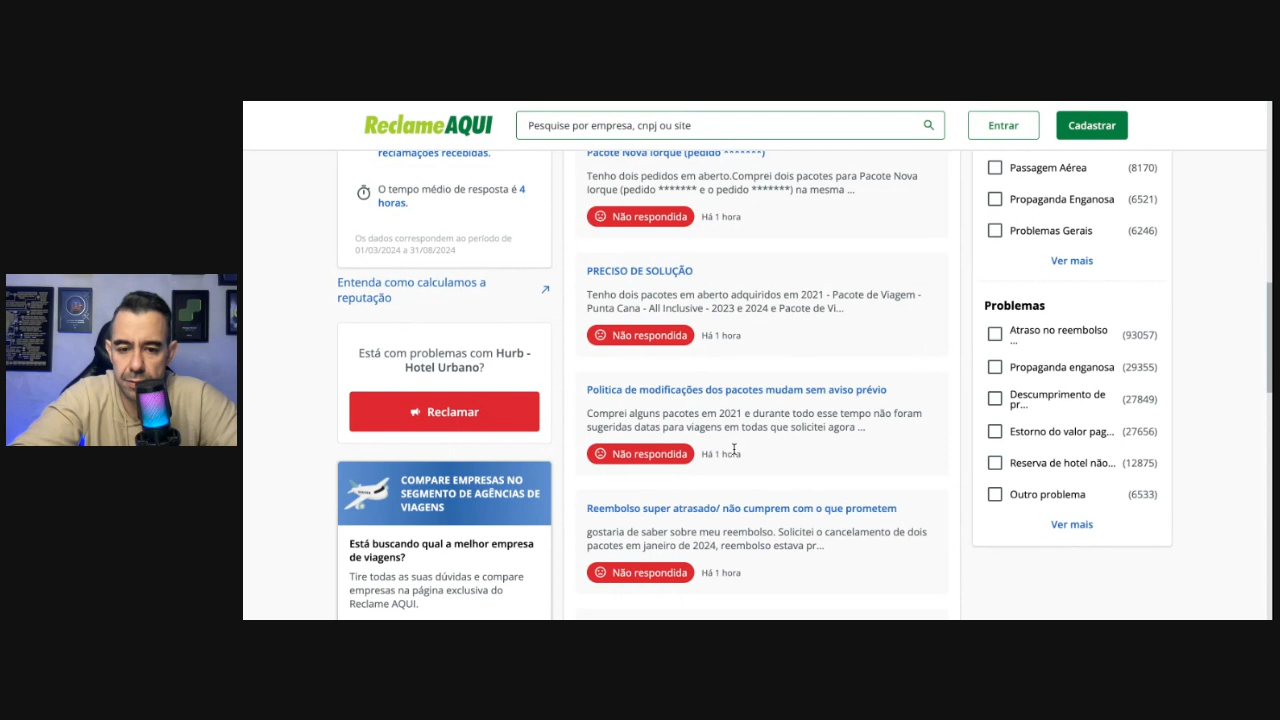 ReclameAQUI
Pesquise por empresa, cnpj ou site
Entrar
Cadastrar
reclamações recebidas.
O tempo médio de resposta é 4
horas.
Os dados correspondem ao período de
01/03/2024 a 31/08/2024
Entenda como calculamos a
reputação
Está com problemas com Hurb -
Hotel Urbano?
Reclamar
COMPARE EMPRESAS NO
SEGMENTO DE AGÊNCIAS DE
VIAGENS
Está buscando qual a melhor empresa
de viagens?
Tire todas as suas dúvidas e compare
empresas na página exclusiva do
Reclame AQUI.
Pacote Nova Iorque (pedido *******)
Tenho dois pedidos em aberto.Comprei dois pacotes para Pacote Nova
Iorque (pedido ******* e o pedido *******) na mesma ...
Não respondida Há 1 hora
PRECISO DE SOLUÇÃO
Tenho dois pacotes em aberto adquiridos em 2021 - Pacote de Viagem -
Punta Cana - All Inclusive - 2023 e 2024 e Pacote de Vi...
Não respondida Há 1 hora
Politica de modificações dos pacotes mudam sem aviso prévio
Comprei alguns pacotes em 2021 e durante todo esse tempo não foram
sugeridas datas para viagens em todas que solicitei agora ...
Não respondida Há 1 hora
Reembolso super atrasado/ não cumprem com o que prometem
gostaria de saber sobre meu reembolso. Solicitei o cancelamento de dois
pacotes em janeiro de 2024, reembolso estava pr...
Não respondida Há 1 hora
Passagem Aérea (8170)
Propaganda Enganosa (6521)
Problemas Gerais (6246)
Ver mais
Problemas
Atraso no reembolso
... (93057)
Propaganda enganosa (29355)
Descumprimento de
pr... (27849)
Estorno do valor pag... (27656)
Reserva de hotel não... (12875)
Outro problema (6533)
Ver mais